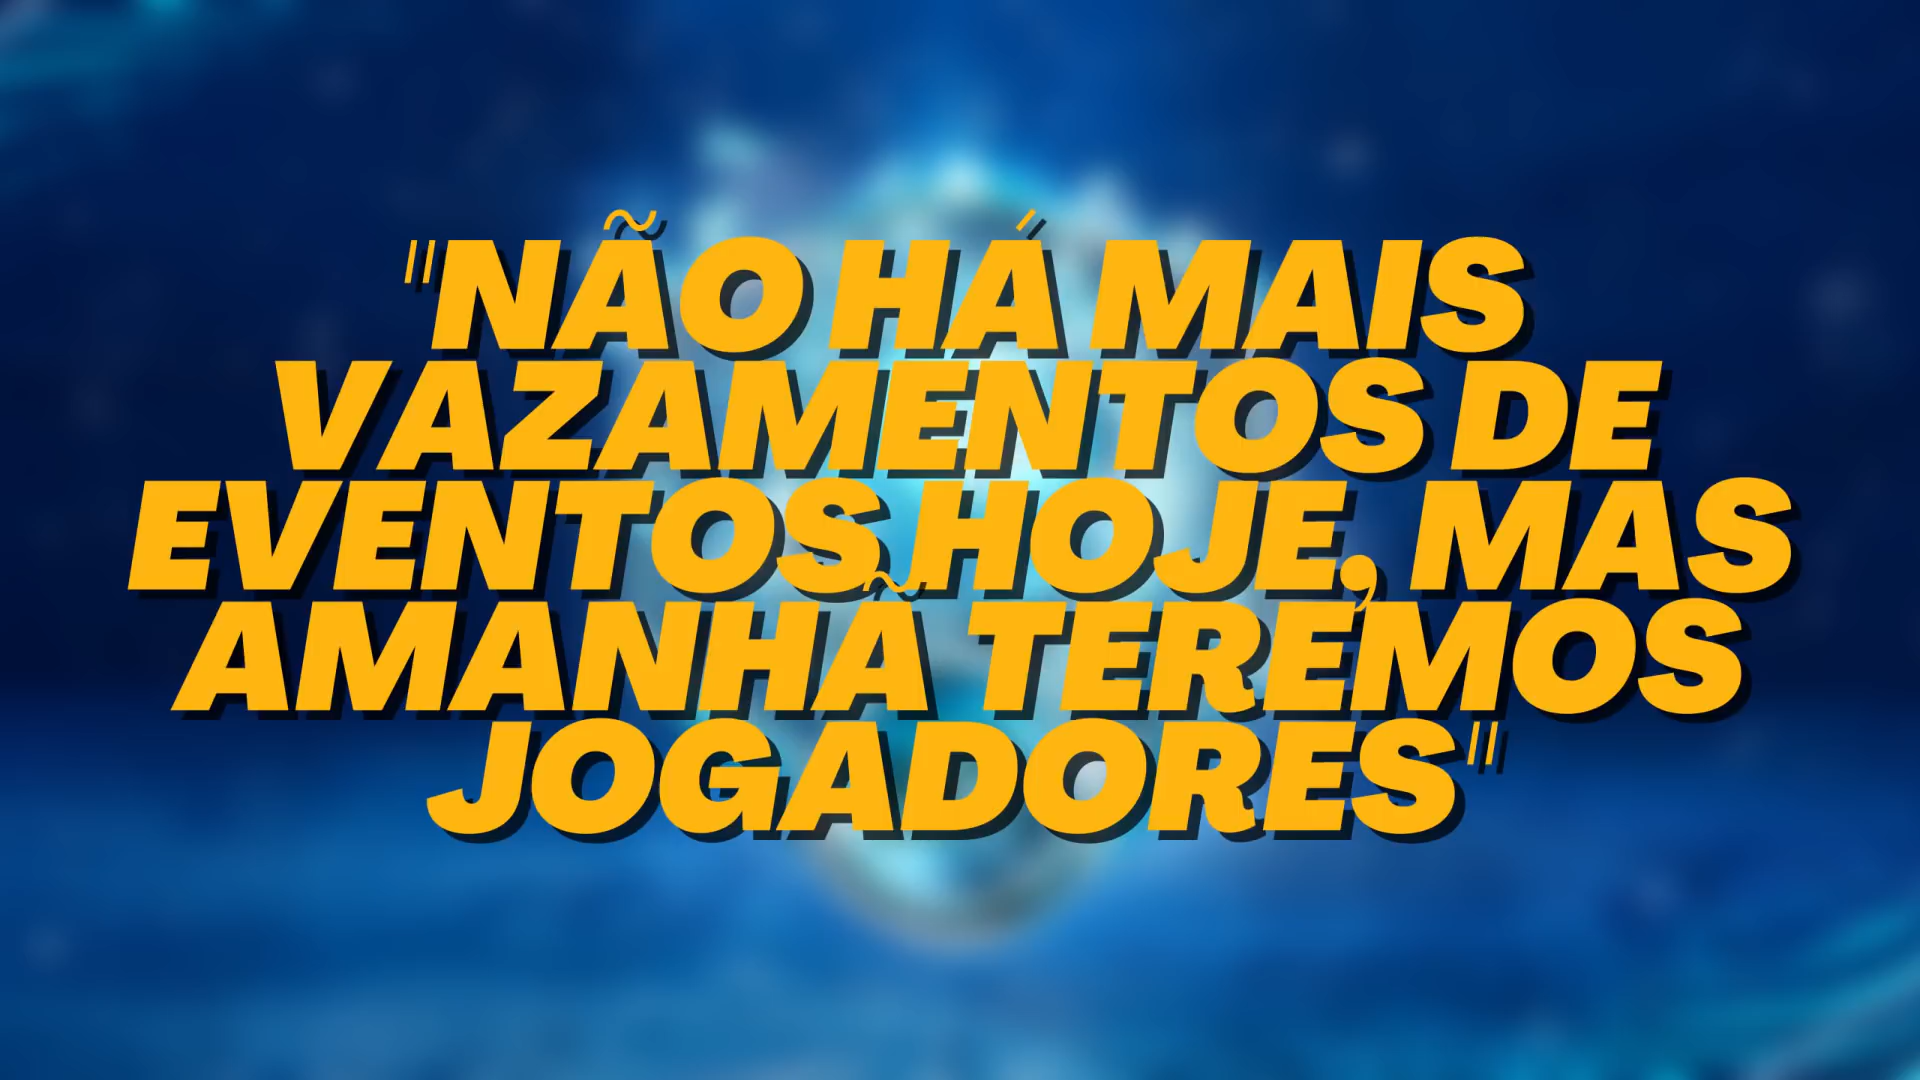 "NÃO HÁ MAIS
VAZAMENTOS DE
EVENTOS HOJE, MAS
AMANHÃ TEREMOS
JOGADORES"